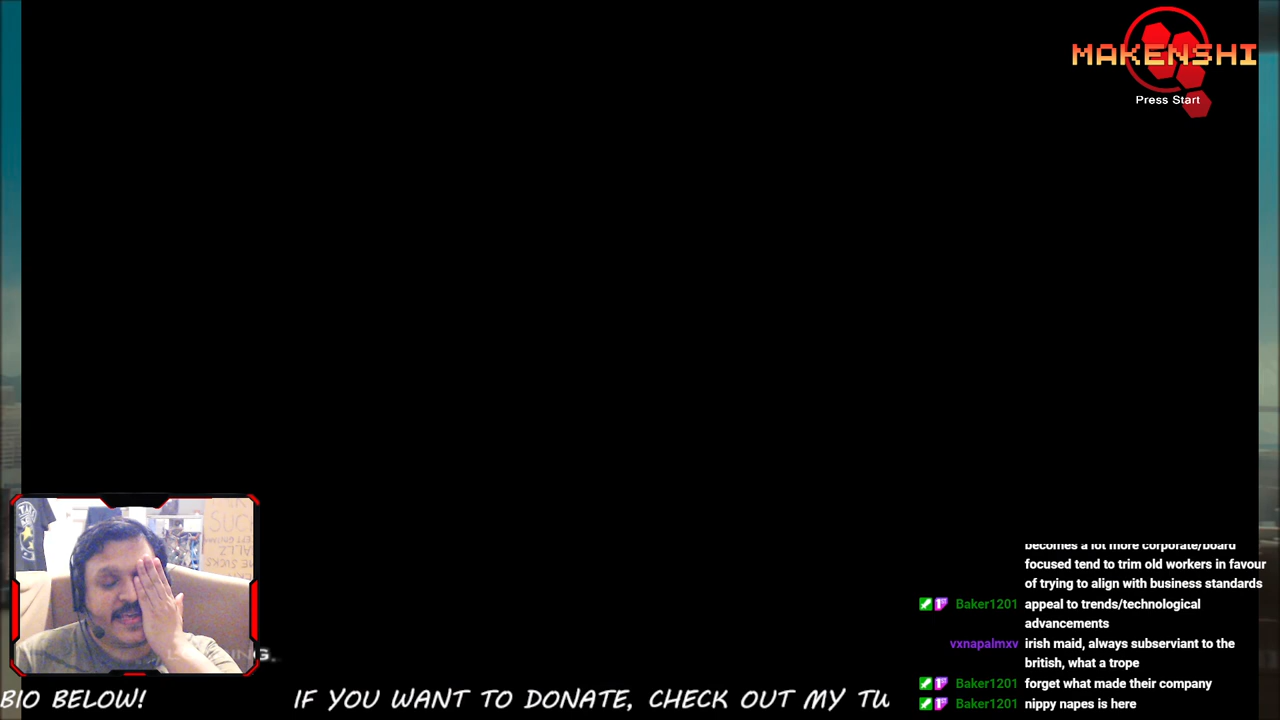 MAKENSHI
Press Start
SUC
becomes a lot more corporate/board
focused tend to trim old workers in favour
of trying to align with business standards
Baker1201 appeal to trends/technological
advancements
vxnapalmxv irish maid, always subserviant to the
british, what a trope
Baker1201 forget what made their company
Baker1201 nippy napes is here
BIO BELOW! IF YOU WANT TO DONATE, CHECK OUT MY TW